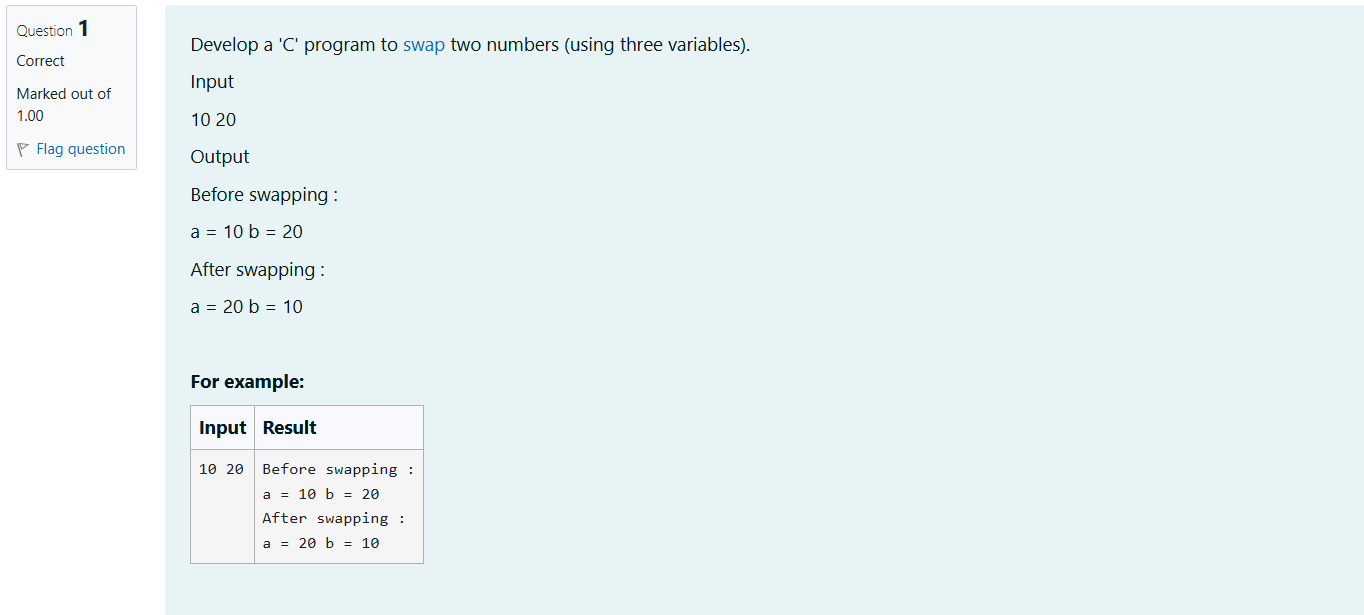 Question 1
Correct
Marked out of
1.00
Flag question
Develop a 'C' program to swap two numbers (using three variables).
Input
10 20
Output
Before swapping :
a = 10 b = 20
After swapping :
a = 20 b = 10
For example:
Input Result
10 20 Before swapping :
a = 10 b = 20
After swapping :
a = 20 b = 10